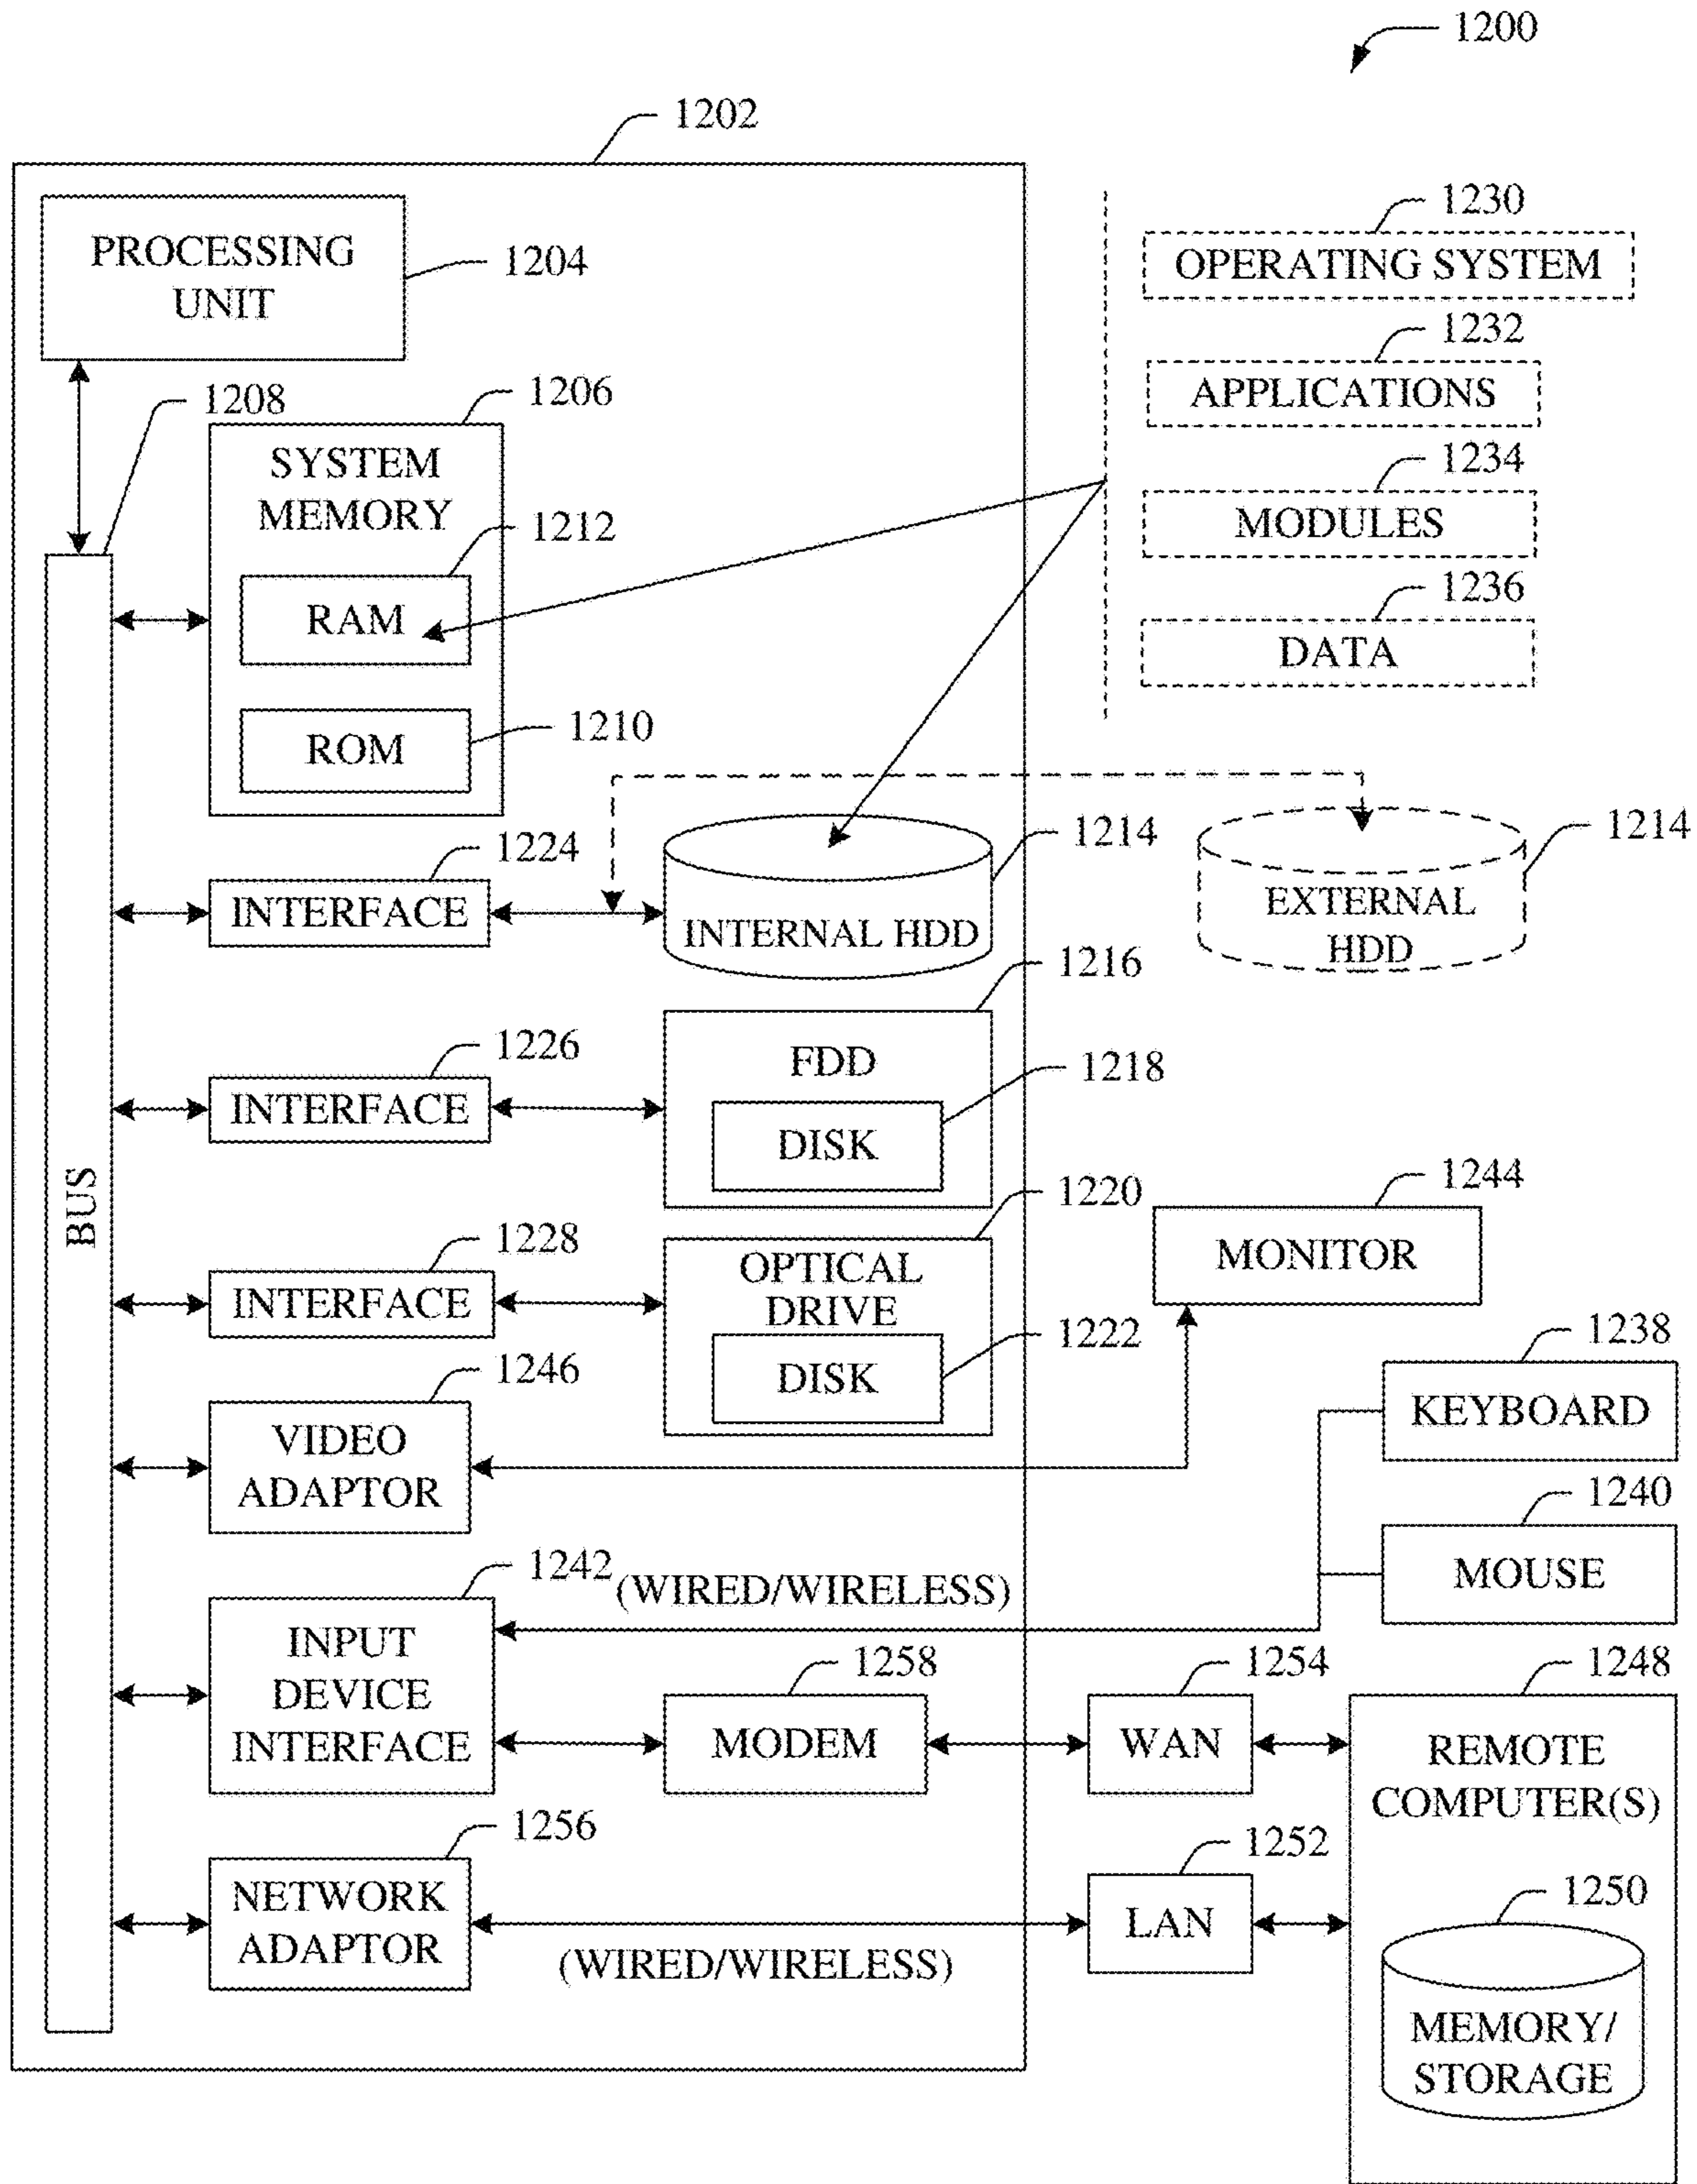 1200
1202
PROCESSING
UNIT
1204
1230
OPERATING SYSTEM
1232
APPLICATIONS
1234
MODULES
1236
DATA
1208
1206
SYSTEM
MEMORY
1212
RAM
1210
ROM
1224
INTERFACE
1214
INTERNAL HDD
1214
EXTERNAL
HDD
1226
INTERFACE
1216
FDD
1218
DISK
BUS
1228
INTERFACE
1220
OPTICAL
DRIVE
1222
DISK
1244
MONITOR
1238
KEYBOARD
1246
VIDEO
ADAPTOR
1240
MOUSE
1242
(WIRED/WIRELESS)
INPUT
DEVICE
INTERFACE
1258
MODEM
1254
WAN
1248
REMOTE
COMPUTER(S)
1256
NETWORK
ADAPTOR
(WIRED/WIRELESS)
1252
LAN
1250
MEMORY/
STORAGE